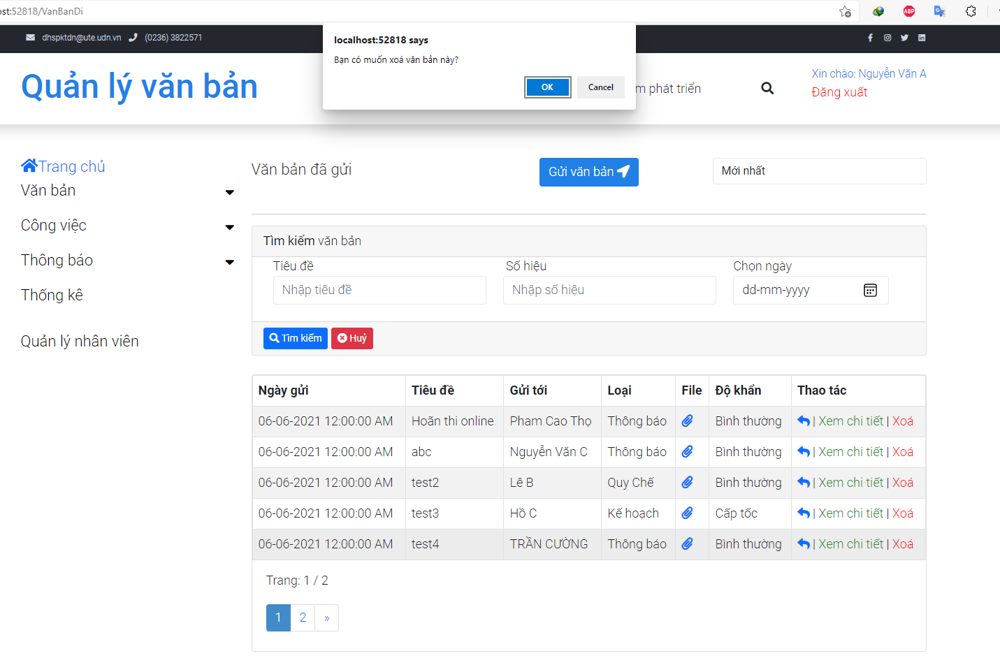 ost:52818/VanBanDi
ABP
dhspktdn@ute.udn.vn (0236) 3822571
localhost:52818 says
Bạn có muốn xoá văn bản này?
OK Cancel
Quản lý văn bản
m phát triển
Xin chào: Nguyễn Văn A
Đăng xuất
Trang chủ
Văn bản
Công việc
Thông báo
Thống kê
Quản lý nhân viên
Văn bản đã gửi
Gửi văn bản
Mới nhất
Tìm kiếm văn bản
Tiêu đề Số hiệu Chọn ngày
Nhập tiêu đề Nhập số hiệu dd-mm-yyyy
Tìm kiếm Huỷ
Ngày gửi Tiêu đề Gửi tới Loại File Độ khẩn Thao tác
06-06-2021 12:00:00 AM Hoãn thi online Pham Cao Thọ Thông báo Bình thường | Xem chi tiết | Xoá
06-06-2021 12:00:00 AM abc Nguyễn Văn C Thông báo Bình thường | Xem chi tiết | Xoá
06-06-2021 12:00:00 AM test2 Lê B Quy Chế Bình thường | Xem chi tiết | Xoá
06-06-2021 12:00:00 AM test3 Hồ C Kế hoạch Cấp tốc | Xem chi tiết | Xoá
06-06-2021 12:00:00 AM test4 TRẦN CƯỜNG Thông báo Bình thường | Xem chi tiết | Xoá
Trang: 1 / 2
1 2 »